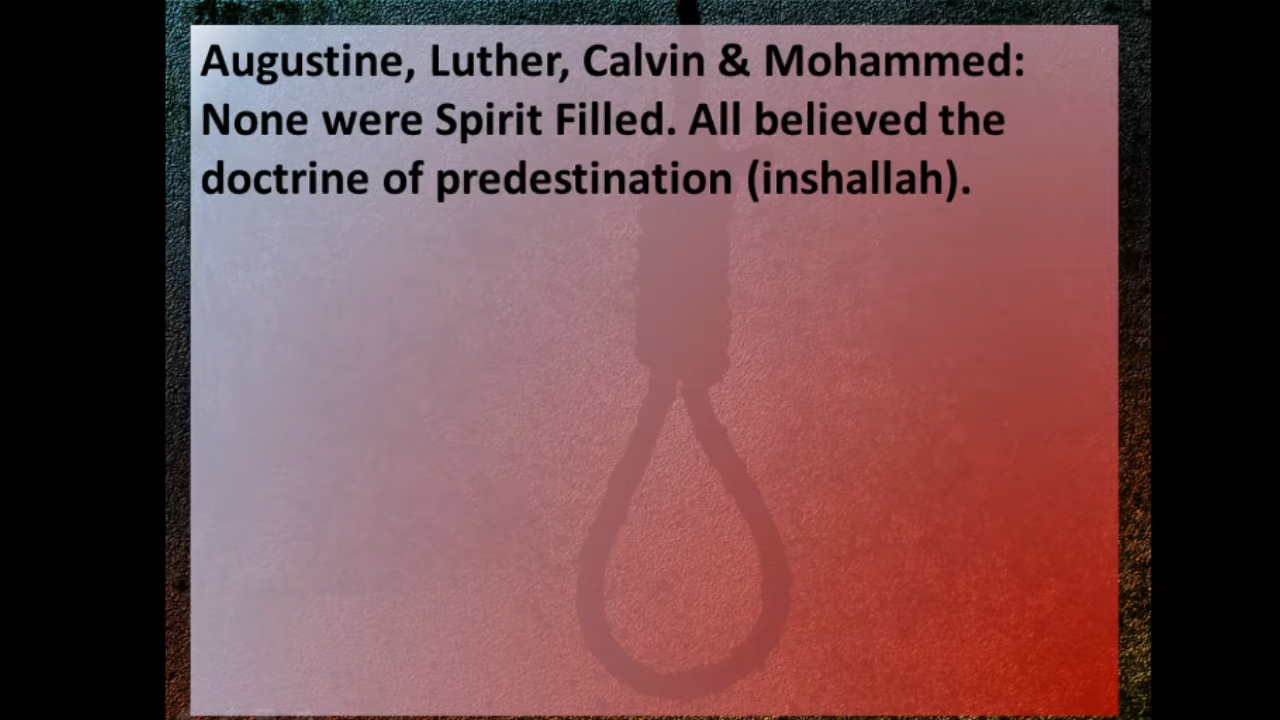 Augustine, Luther, Calvin & Mohammed:
None were Spirit Filled. All believed the
doctrine of predestination (inshallah).